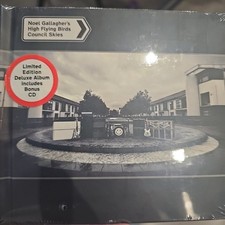 Noel Gallagher's
High Flying Birds
Council Skies
Limited
Edition
Deluxe Album
Includes
Bonus
CD